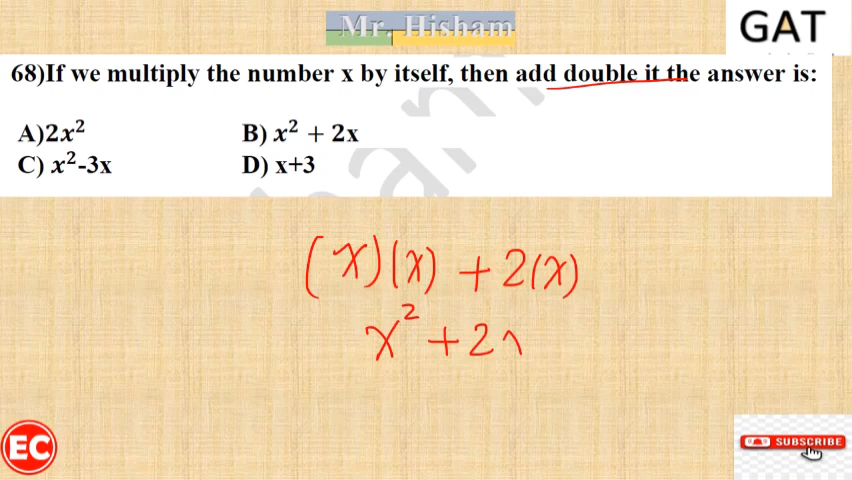 Mr. Hisham
GAT
68)If we multiply the number x by itself, then add double it the answer is:
A)2x² B) x² + 2x
C) x²-3x D) x+3
(x)(x) + 2(x)
x² + 2x
EC
SUBSCRIBE